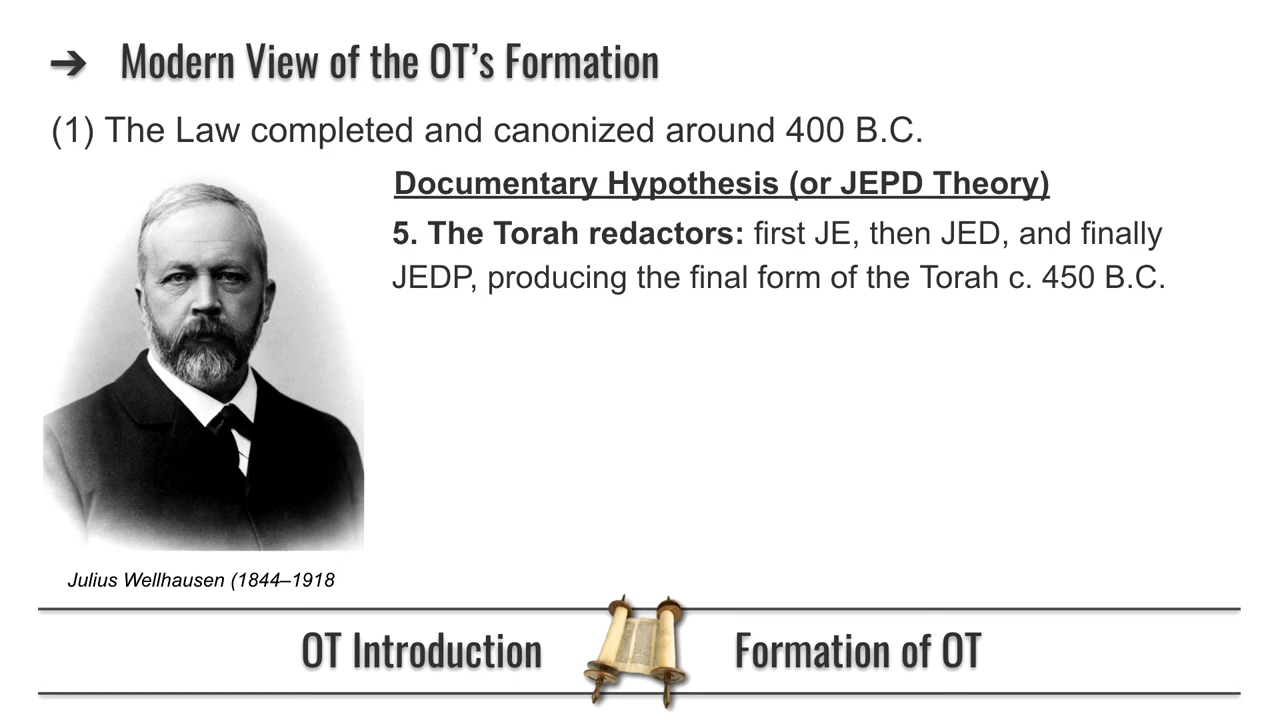 ➔ Modern View of the OT’s Formation
(1) The Law completed and canonized around 400 B.C.
Documentary Hypothesis (or JEPD Theory)
5. The Torah redactors: first JE, then JED, and finally
JEDP, producing the final form of the Torah c. 450 B.C.
Julius Wellhausen (1844–1918
OT Introduction
Formation of OT